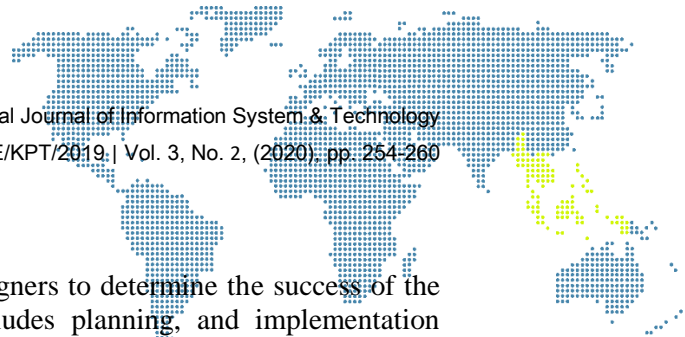 al Journal of Information System & Technology
E/KPT/2019 | Vol. 3, No. 2, (2020), pp. 254-260
gners to determine the success of the
ludes planning, and implementation